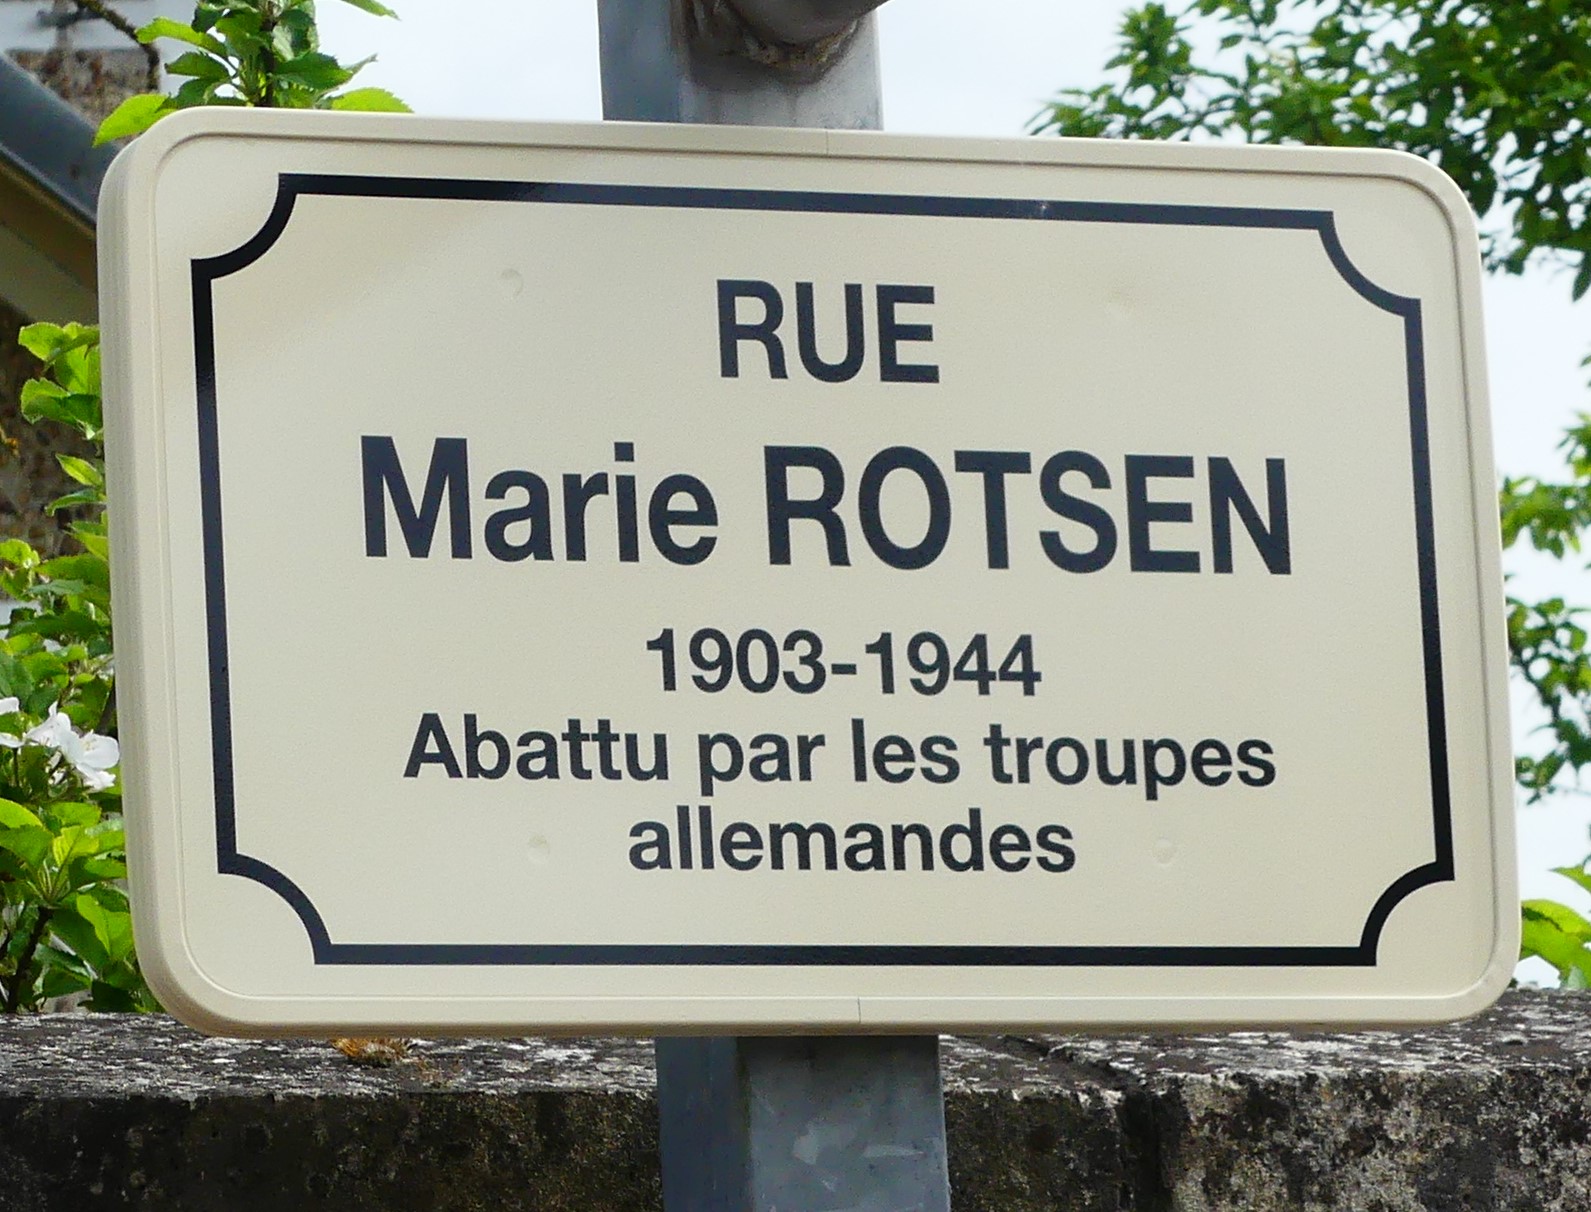 RUE
Marie ROTSEN
1903-1944
Abattu par les troupes
allemandes